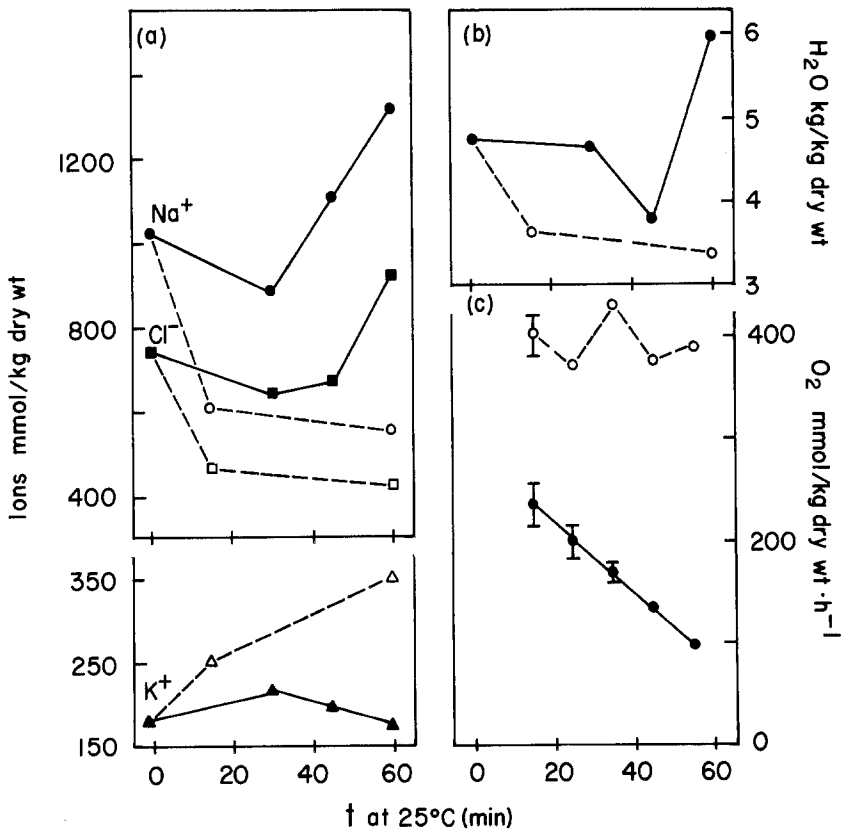 (a)
1200
800
400
Na⁺
Cl⁻
Ions mmol/kg dry wt
350
250
150
K⁺
0 20 40 60
(b)
6
5
4
3
H₂O kg/kg dry wt
(c)
400
200
0
O₂ mmol/kg dry wt·h⁻¹
0 20 40 60
t at 25°C (min)